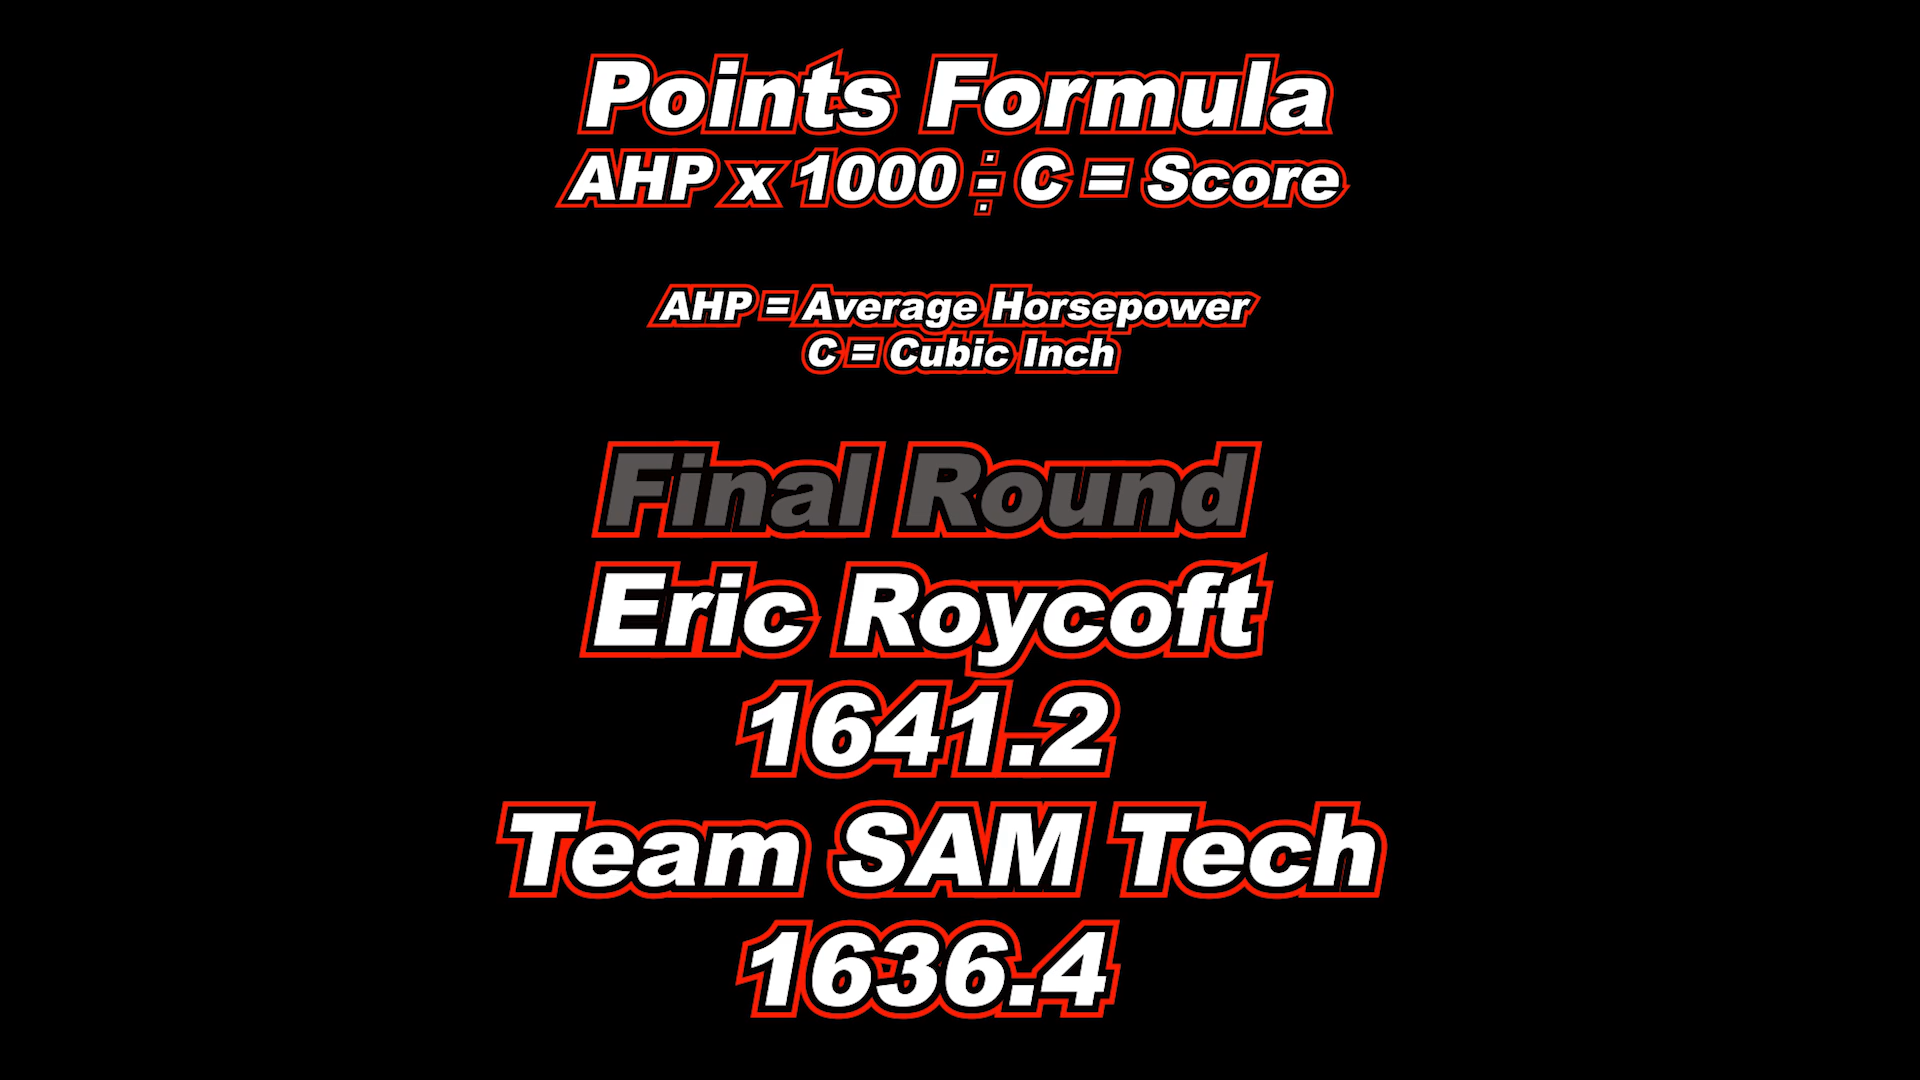 Points Formula
AHP x 1000 ÷ C = Score
AHP = Average Horsepower
C = Cubic Inch
Final Round
Eric Roycoft
1641.2
Team SAM Tech
1636.4